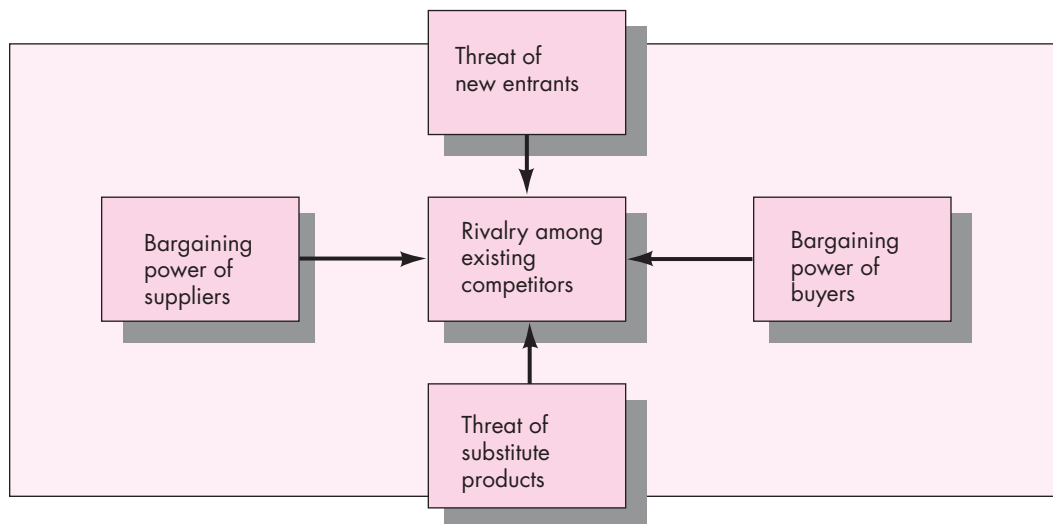 Threat of
new entrants
Bargaining
power of
suppliers
Rivalry among
existing
competitors
Bargaining
power of
buyers
Threat of
substitute
products